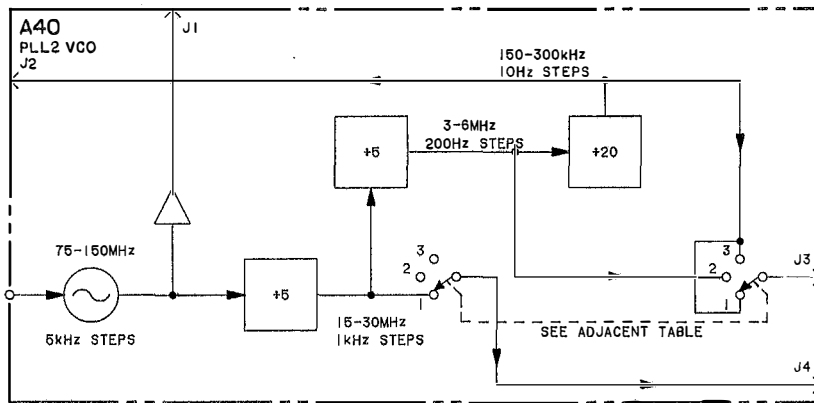 A40
PLL2 VCO
J2
J1
150-300kHz
10Hz STEPS
3-6MHz
200Hz STEPS
÷5
÷20
75-150MHz
5kHz STEPS
÷5
3
2
1
15-30MHz
1kHz STEPS
3
2
1
J3
SEE ADJACENT TABLE
J4